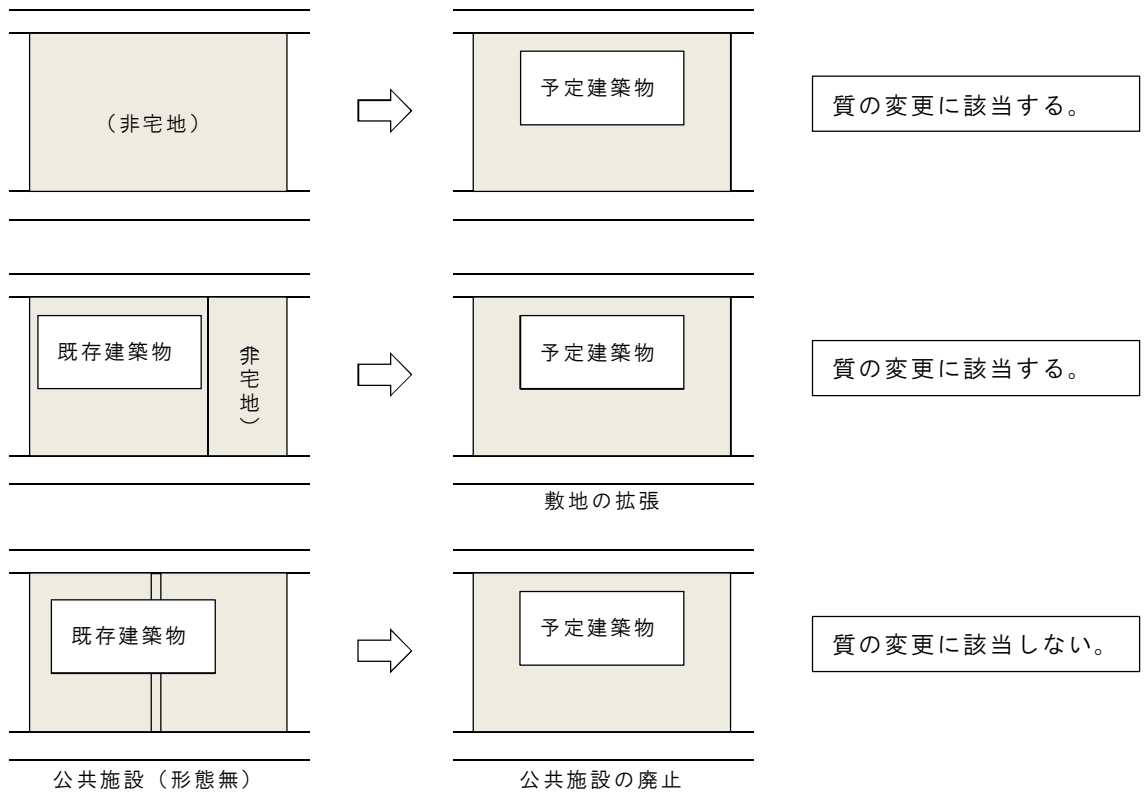 （非宅地）
予定建築物
質の変更に該当する。
既存建築物
（非宅地）
予定建築物
質の変更に該当する。
敷地の拡張
既存建築物
予定建築物
質の変更に該当しない。
公共施設（形態無）
公共施設の廃止